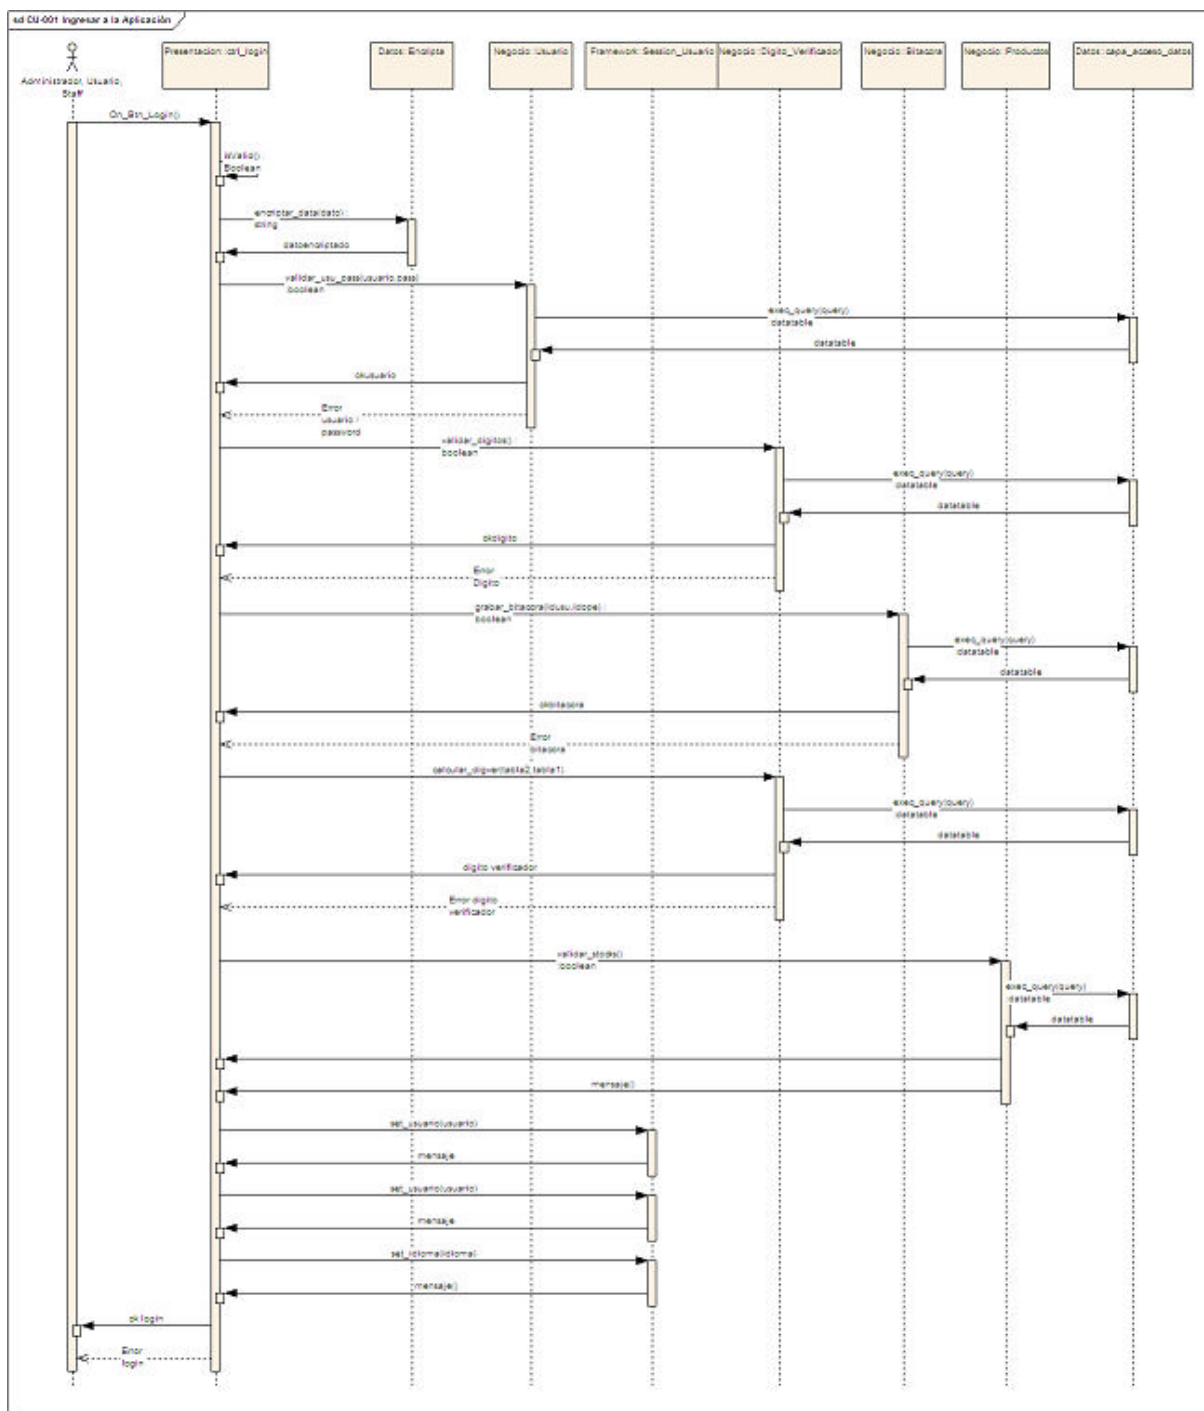 sd CU-001 Ingresar a la Aplicación
Administrador, Usuario,
Staff
Presentacion::ctrl_login
Datos::Encripta
Negocio::Usuario
Framework::Session_Usuario
Negocio::Digito_Verificador
Negocio::Bitacora
Negocio::Productos
Datos::capa_acceso_datos
On_Btn_Login()
isValid() :
Boolean
encriptar_data(dato) :
string
datoencriptado
validar_usu_pass(usuario,pass)
:boolean
exec_query(query)
:datatable
datatable
okusuario
Error
usuario /
password
validar_digitos() :
boolean
exec_query(query)
:datatable
datatable
okdigito
Error
Digito
grabar_bitacora(idusu,idope) :
boolean
exec_query(query)
:datatable
datatable
okbitacora
Error
bitacora
calcular_digver(tabla2,tabla1)
exec_query(query)
:datatable
datatable
digito verificador
Error digito
verificador
validar_stocks()
:boolean
exec_query(query)
:datatable
datatable
mensaje()
set_usuario(usuario)
mensaje
set_usuario(usuario)
mensaje
set_idioma(idioma)
mensaje()
ok login
Error
login